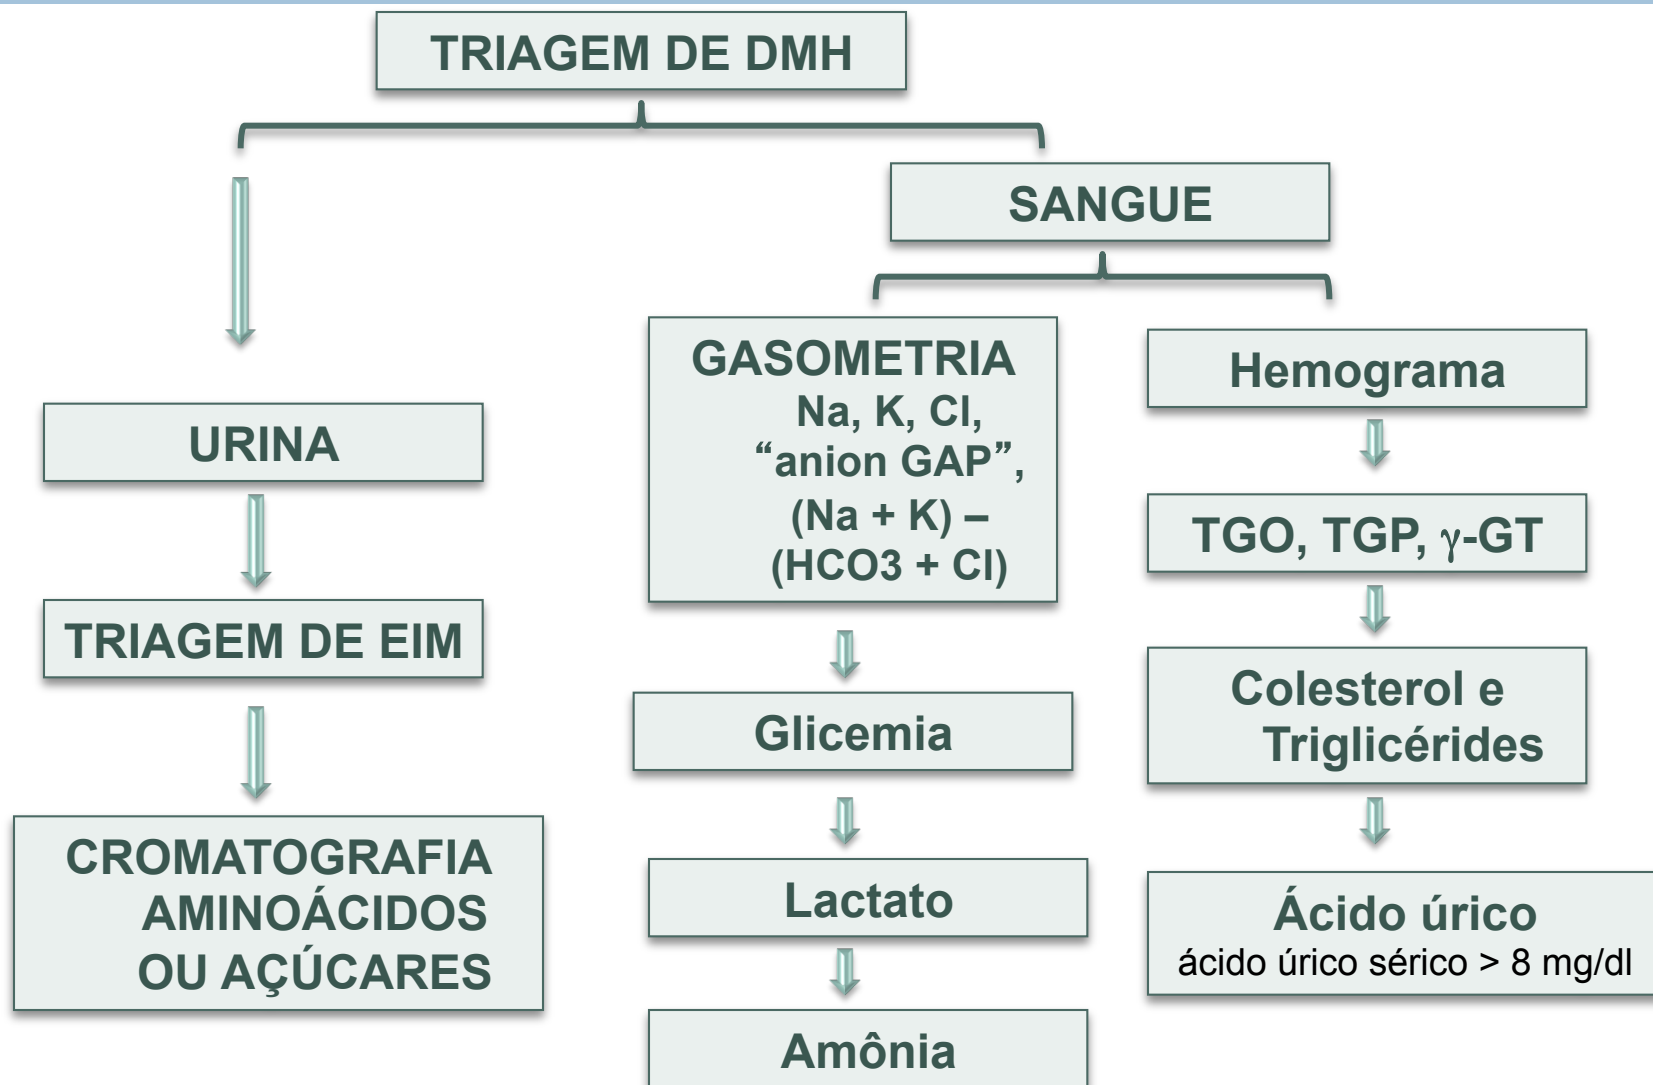 TRIAGEM DE DMH
SANGUE
URINA
TRIAGEM DE EIM
CROMATOGRAFIA
AMINOÁCIDOS
OU AÇÚCARES
GASOMETRIA
Na, K, Cl,
“anion GAP”,
(Na + K) –
(HCO3 + Cl)
Glicemia
Lactato
Amônia
Hemograma
TGO, TGP, γ-GT
Colesterol e
Triglicérides
Ácido úrico
ácido úrico sérico > 8 mg/dl